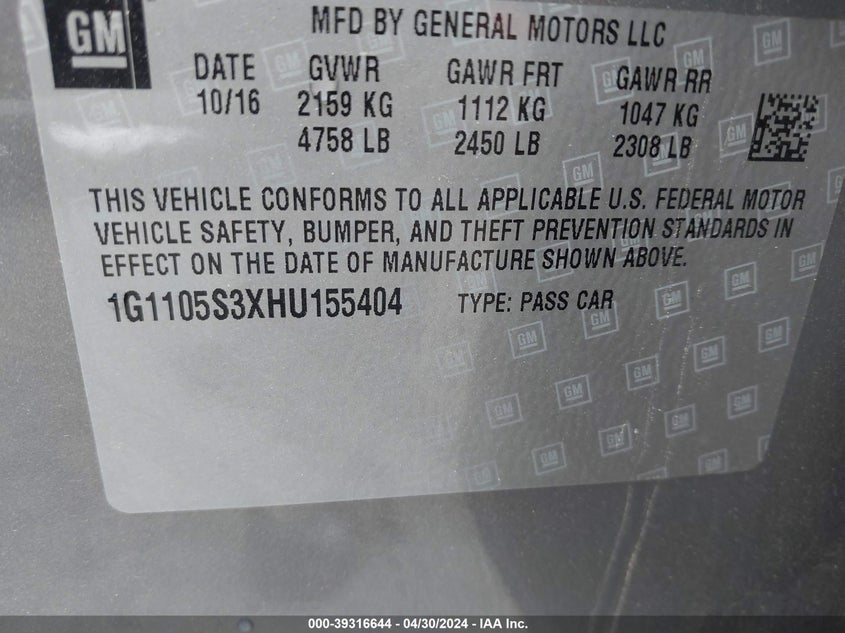 GM
MFD BY GENERAL MOTORS LLC
DATE GVWR GAWR FRT GAWR RR
10/16 2159 KG 1112 KG 1047 KG
4758 LB 2450 LB 2308 LB
THIS VEHICLE CONFORMS TO ALL APPLICABLE U.S. FEDERAL MOTOR
VEHICLE SAFETY, BUMPER, AND THEFT PREVENTION STANDARDS IN
EFFECT ON THE DATE OF MANUFACTURE SHOWN ABOVE.
1G1105S3XHU155404 TYPE: PASS CAR
000-39316644 - 04/30/2024 - IAA Inc.